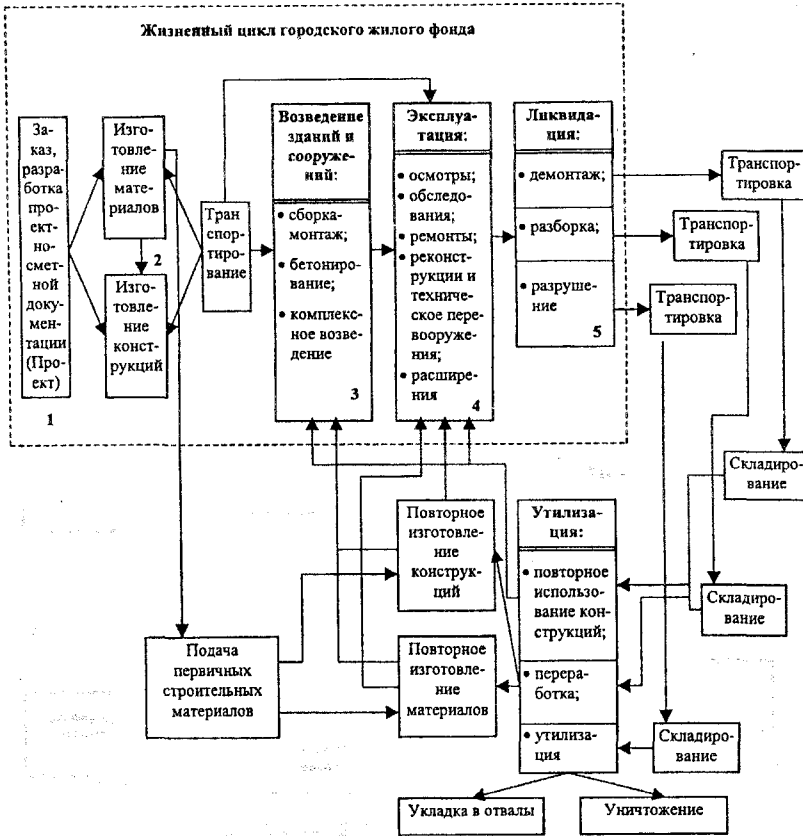 Жизненный цикл городского жилого фонда
За-
каз,
разра-
ботка
про-
ект-
но-
смет-
ной
доку-
мен-
тации
(Про-
ект)
1
Изго-
товле-
ние
мате-
риалов
2
Изго-
товле-
ние
конст-
рукций
Тран
спор-
тиро-
вание
Возведение
зданий и
сооруже-
ний:
• сборка-
монтаж;
• бетониро-
вание;
• комплекс-
ное возве-
дение
3
Эксплуа-
тация:
• осмотры;
• обследо-
вания;
• ремонты;
• реконст-
рукции и
техниче-
ское пере-
вооруже-
ния;
• расшире-
ния
4
Ликвида-
ция:
• демонтаж;
• разборка;
• разруше-
ние
5
Транспор-
тировка
Транспор-
тировка
Транспор-
тировка
Складиро-
вание
Складиро-
вание
Складиро-
вание
Повторное
изготовле-
ние
конструк-
ций
Утилиза-
ция:
• повторное
использо-
вание кон-
струкций;
• перера-
ботка;
• утилиза-
ция
Подача
первичных
строительных
материалов
Повторное
изготовле-
ние
материалов
Укладка в отвалы
Уничтожение